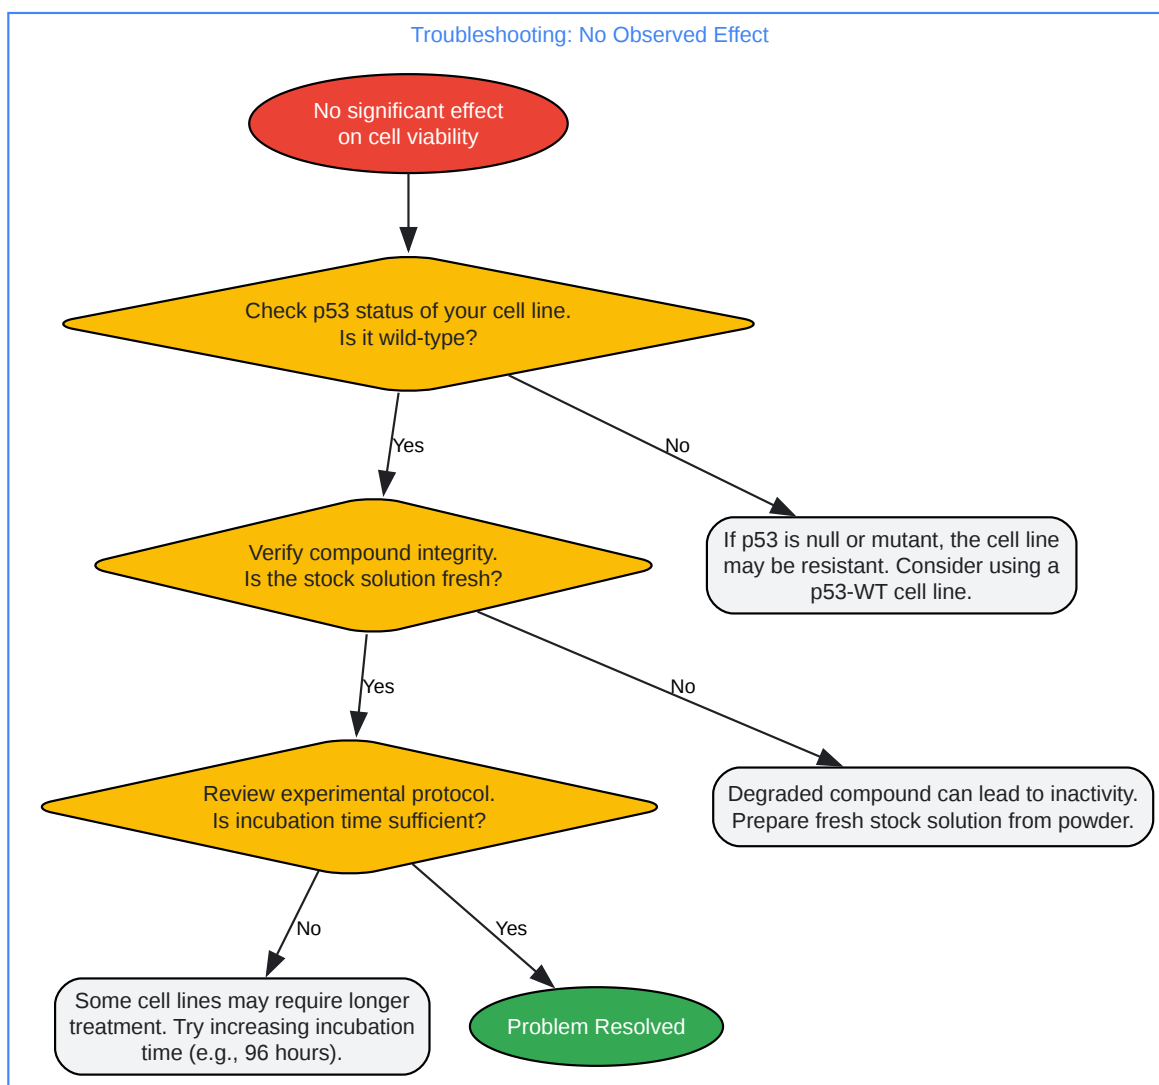 Troubleshooting: No Observed Effect
No significant effect
on cell viability
Check p53 status of your cell line.
Is it wild-type?
Yes
No
Verify compound integrity.
Is the stock solution fresh?
If p53 is null or mutant, the cell line
may be resistant. Consider using a
p53-WT cell line.
Yes
No
Review experimental protocol.
Is incubation time sufficient?
Degraded compound can lead to inactivity.
Prepare fresh stock solution from powder.
No
Yes
Some cell lines may require longer
treatment. Try increasing incubation
time (e.g., 96 hours).
Problem Resolved